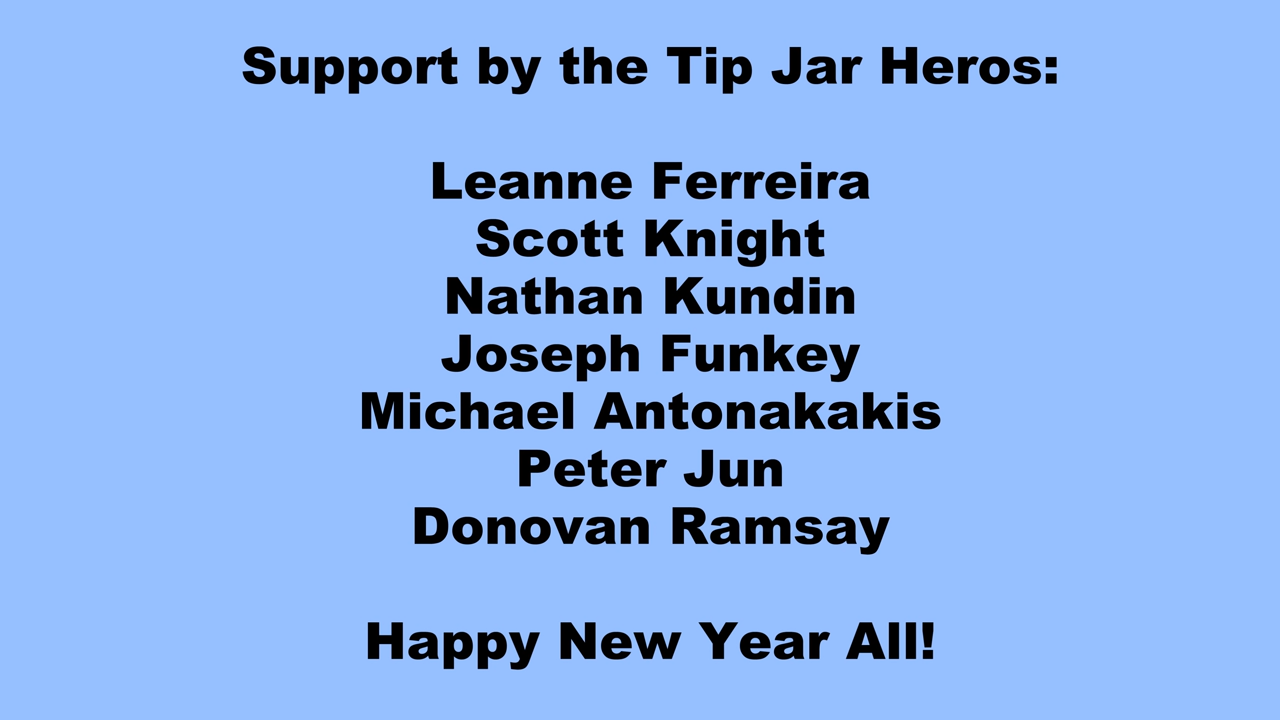 Support by the Tip Jar Heros:
Leanne Ferreira
Scott Knight
Nathan Kundin
Joseph Funkey
Michael Antonakakis
Peter Jun
Donovan Ramsay
Happy New Year All!